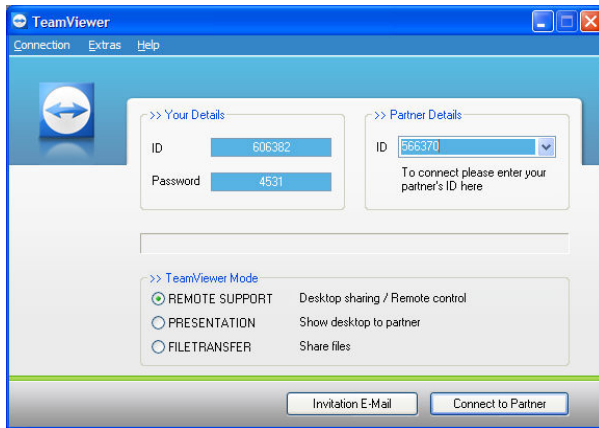 TeamViewer
Connection Extras Help
>> Your Details
ID 606382
Password 4531
>> Partner Details
ID 566370
To connect please enter your
partner's ID here
>> TeamViewer Mode
REMOTE SUPPORT Desktop sharing / Remote control
PRESENTATION Show desktop to partner
FILETRANSFER Share files
Invitation E-Mail Connect to Partner